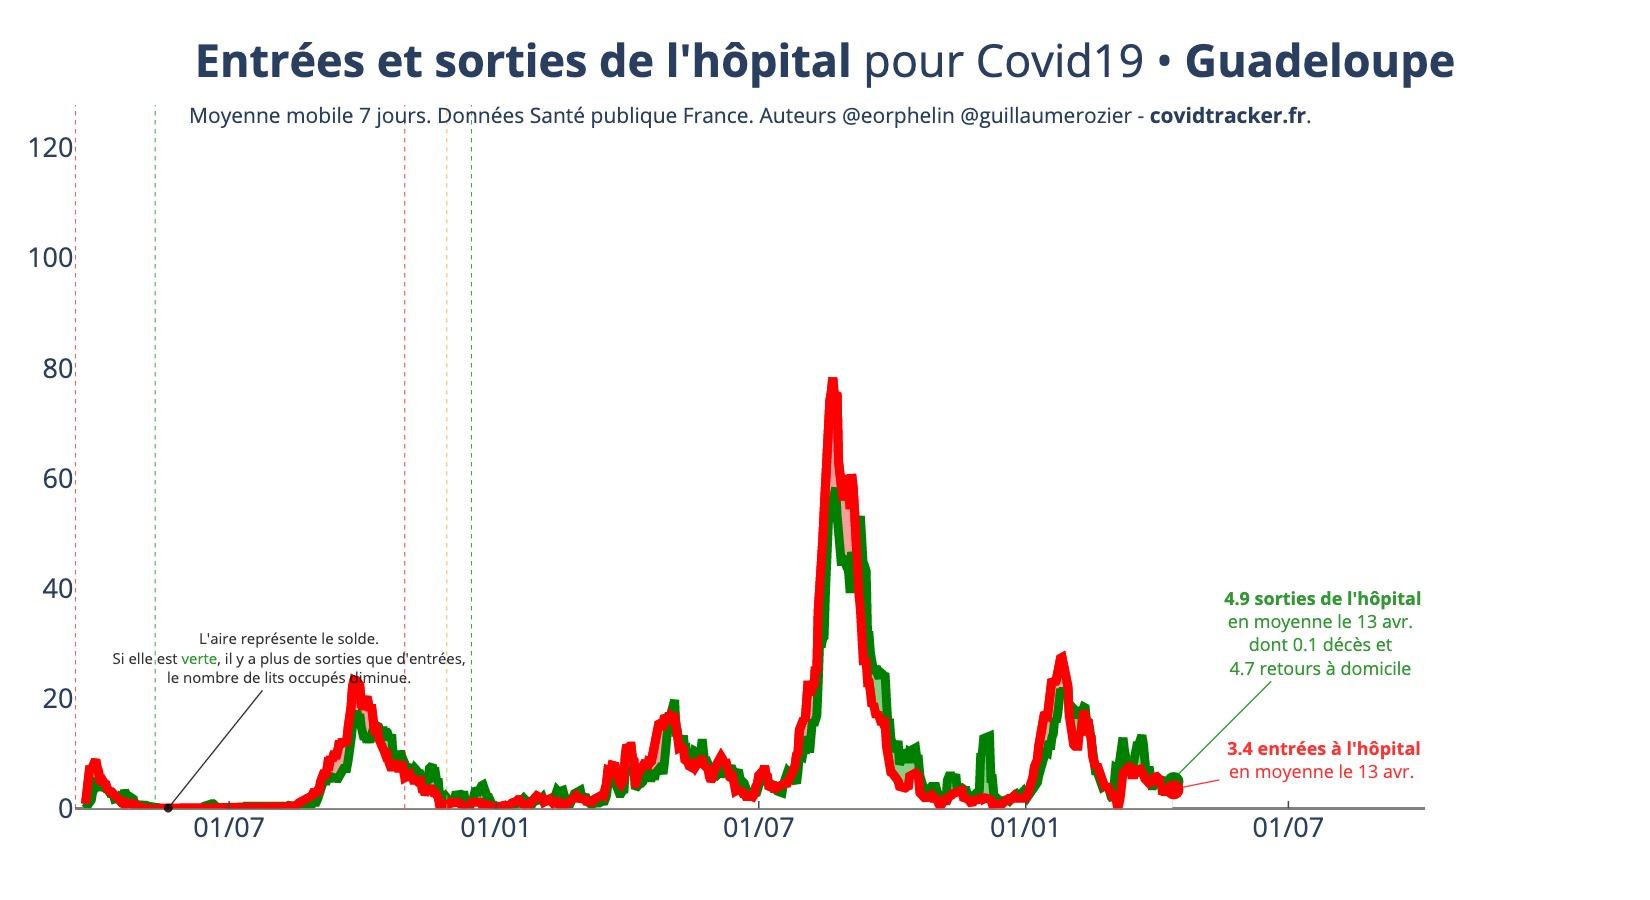 Entrées et sorties de l'hôpital pour Covid19 • Guadeloupe
Moyenne mobile 7 jours. Données Santé publique France. Auteurs @eorphelin @guillaumerozier - covidtracker.fr.
120
100
80
60
40
20
0
L'aire représente le solde.
Si elle est verte, il y a plus de sorties que d'entrées,
le nombre de lits occupés diminue.
4.9 sorties de l'hôpital
en moyenne le 13 avr.
dont 0.1 décès et
4.7 retours à domicile
3.4 entrées à l'hôpital
en moyenne le 13 avr.
01/07
01/01
01/07
01/01
01/07